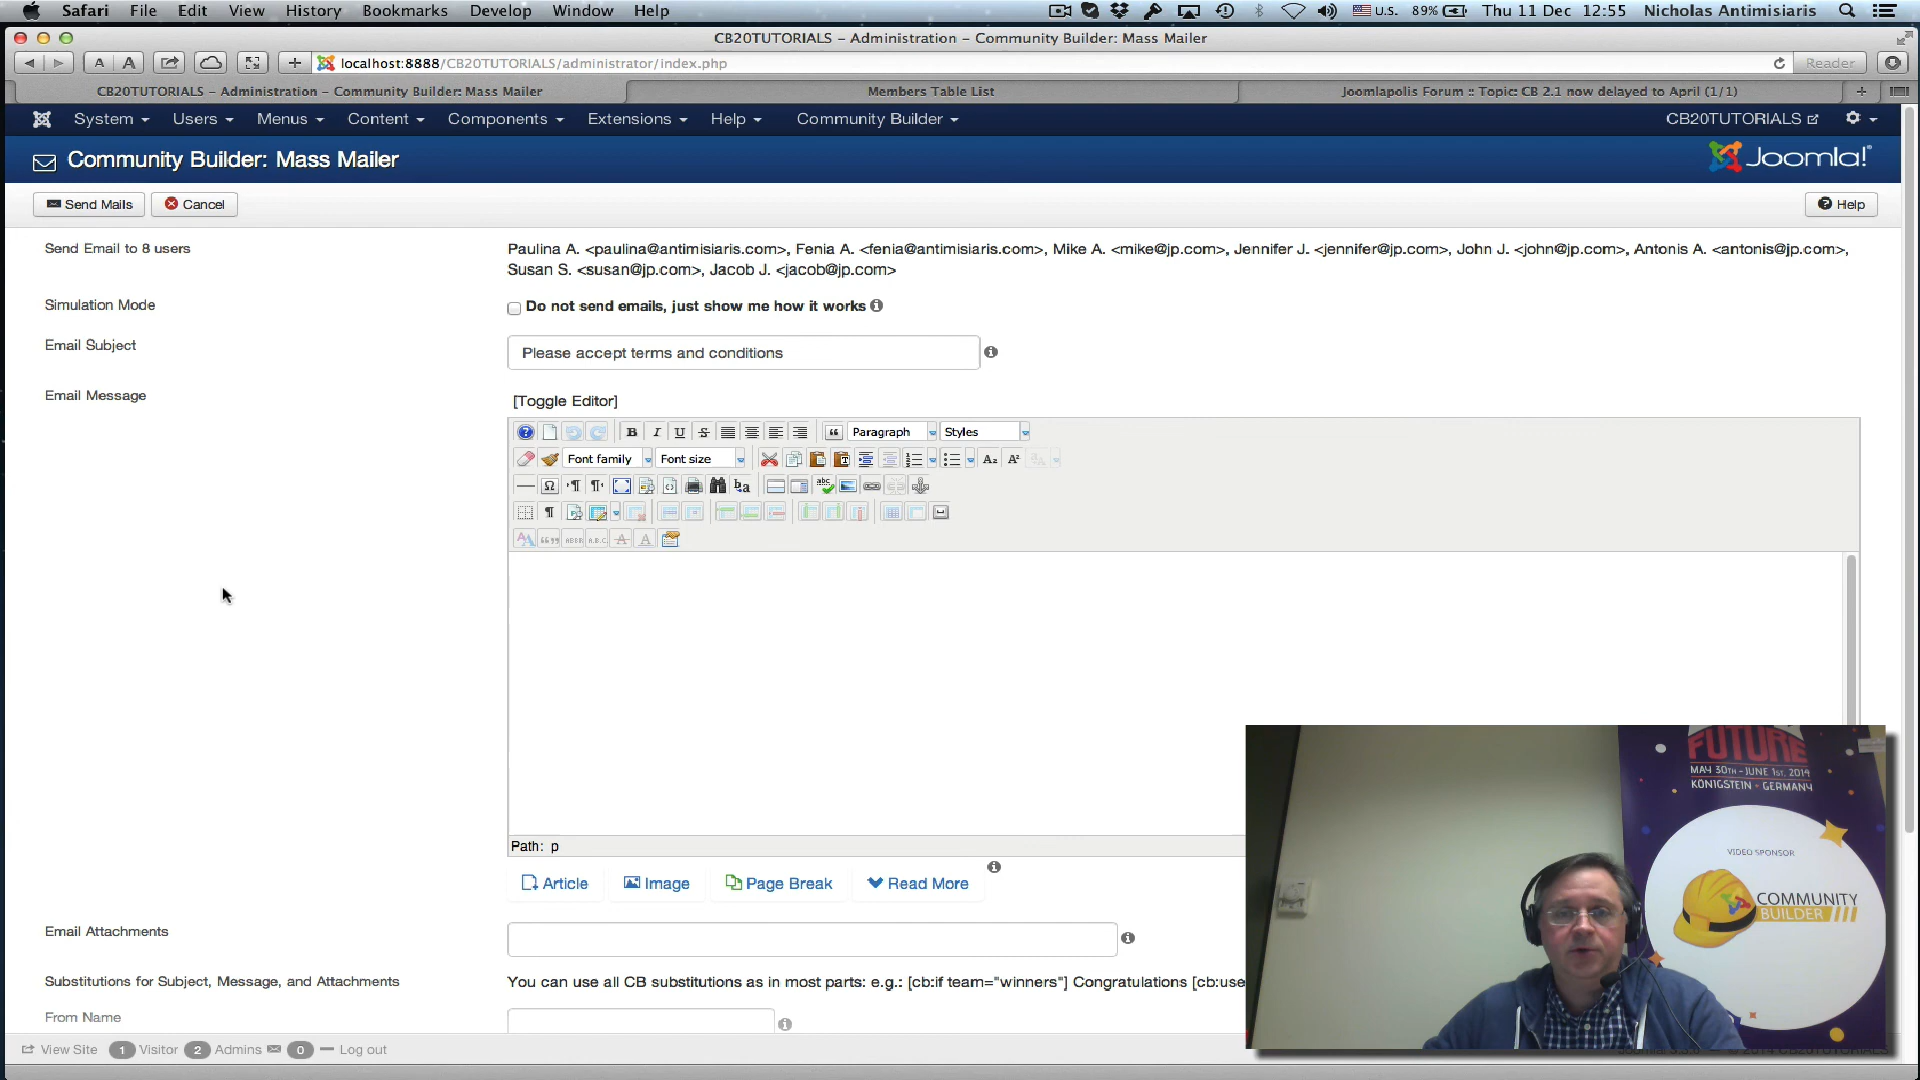 Safari File Edit View History Bookmarks Develop Window Help U.S. 89% Thu 11 Dec 12:55 Nicholas Antimisiaris
CB20TUTORIALS – Administration – Community Builder: Mass Mailer
A A + localhost:8888/CB20TUTORIALS/administrator/index.php Reader
CB20TUTORIALS – Administration – Community Builder: Mass Mailer Members Table List Joomlapolis Forum :: Topic: CB 2.1 now delayed to April (1/1) +
System Users Menus Content Components Extensions Help Community Builder CB20TUTORIALS
Community Builder: Mass Mailer Joomla!®
Send Mails Cancel Help
Send Email to 8 users Paulina A. <paulina@antimisiaris.com>, Fenia A. <fenia@antimisiaris.com>, Mike A. <mike@jp.com>, Jennifer J. <jennifer@jp.com>, John J. <john@jp.com>, Antonis A. <antonis@jp.com>,
Susan S. <susan@jp.com>, Jacob J. <jacob@jp.com>
Simulation Mode Do not send emails, just show me how it works
Email Subject Please accept terms and conditions
Email Message [Toggle Editor]
B I U S Paragraph Styles
Font family Font size
Path: p
Article Image Page Break Read More
Email Attachments
Substitutions for Subject, Message, and Attachments You can use all CB substitutions as in most parts: e.g.: [cb:if team="winners"] Congratulations [cb:use
From Name
View Site 1 Visitor 2 Admins 0 Log out
FUTURE
MAY 30TH - JUNE 1ST, 2014
KÖNIGSTEIN • GERMANY
VIDEO SPONSOR
COMMUNITY
BUILDER